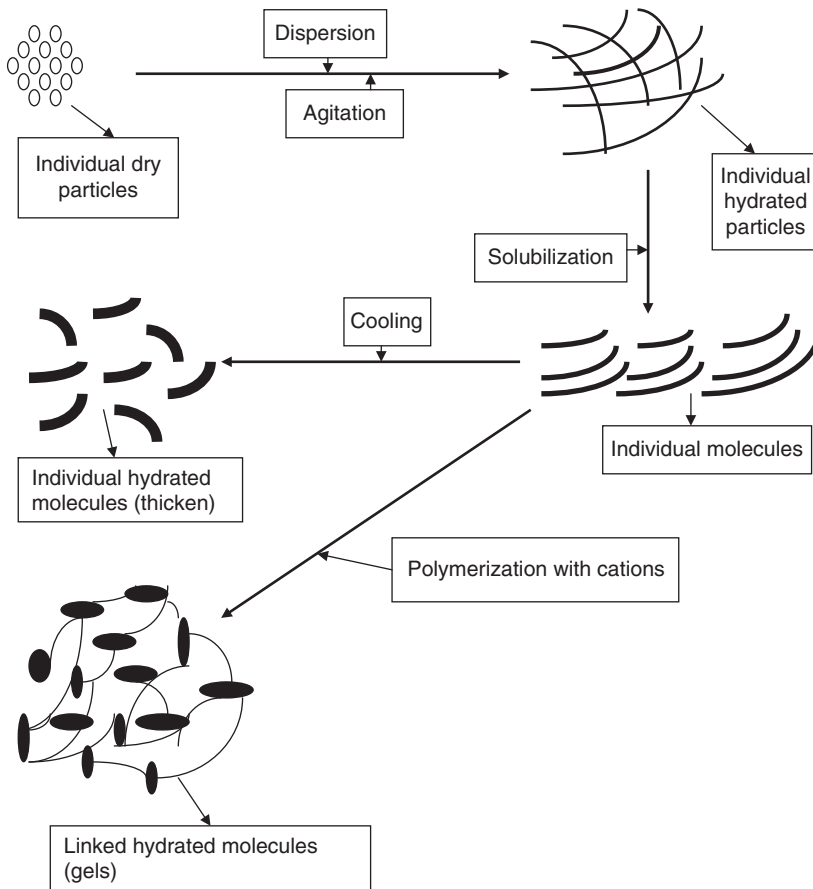 Dispersion
Agitation
Individual dry
particles
Individual
hydrated
particles
Solubilization
Cooling
Individual molecules
Individual hydrated
molecules (thicken)
Polymerization with cations
Linked hydrated molecules
(gels)